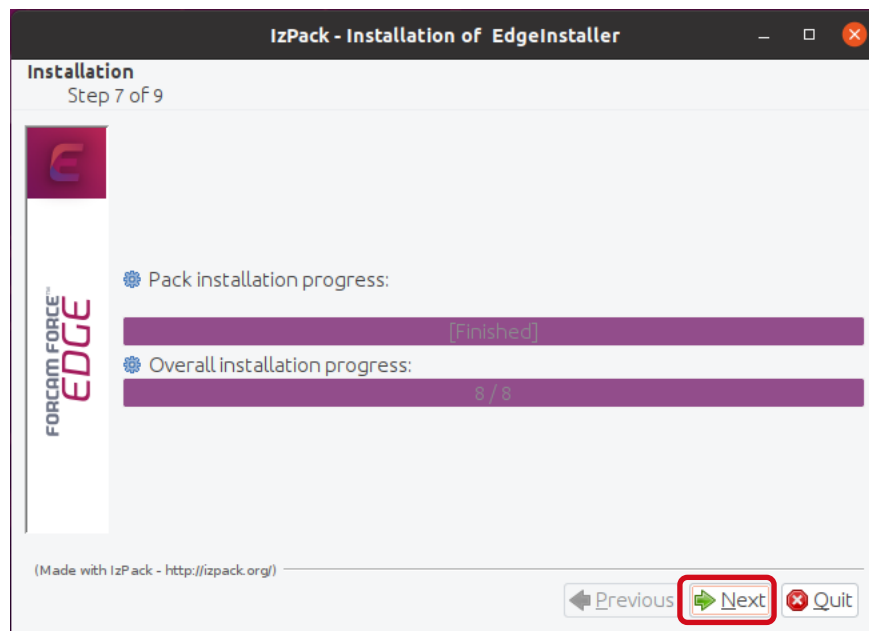 IzPack - Installation of EdgeInstaller
Installation
Step 7 of 9
E
FORCAM FORCE™
EDGE
Pack installation progress:
[Finished]
Overall installation progress:
8 / 8
(Made with IzPack - http://izpack.org/)
Previous
Next
Quit